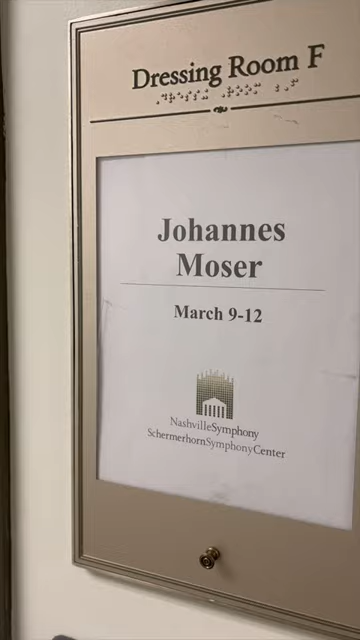 Dressing Room F
Johannes
Moser
March 9-12
NashvilleSymphony
SchermerhornSymphonyCenter